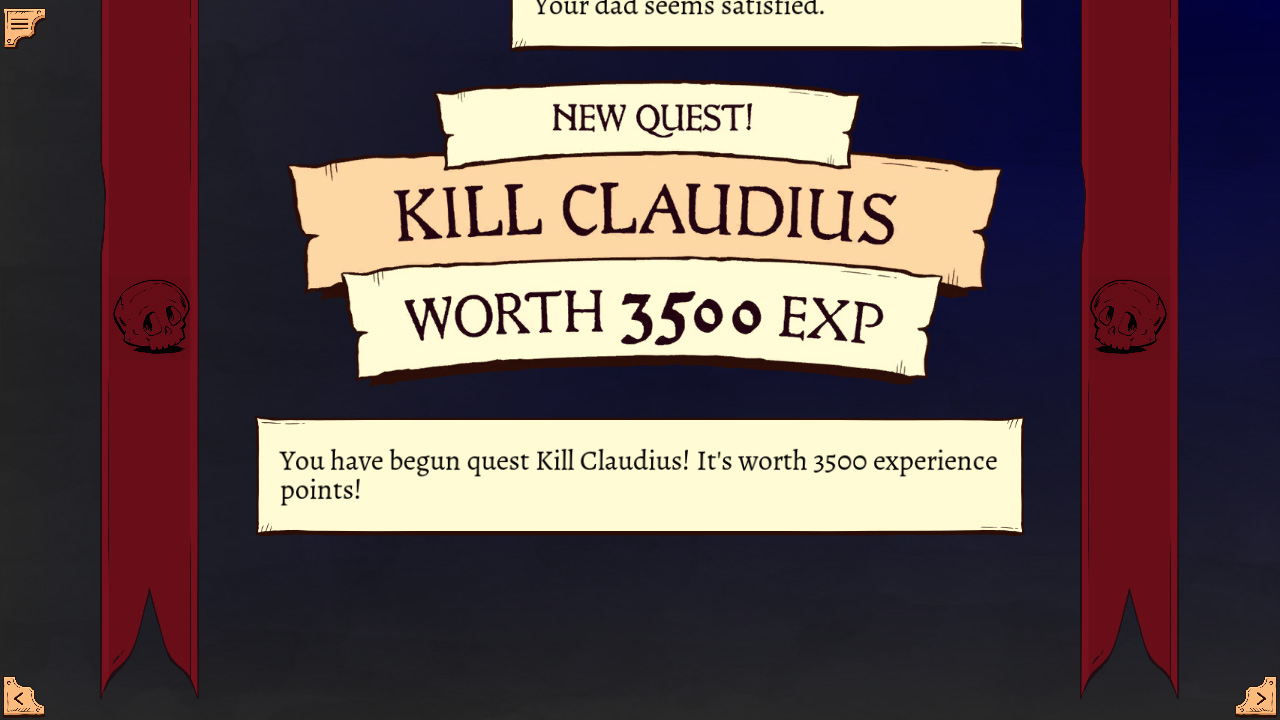 Your dad seems satisfied.
NEW QUEST!
KILL CLAUDIUS
WORTH 3500 EXP
You have begun quest Kill Claudius! It's worth 3500 experience
points!